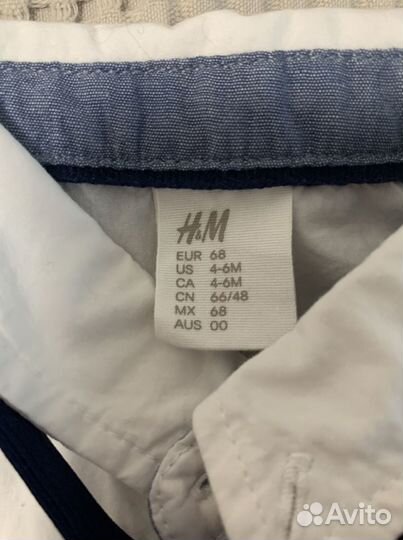 H&M
EUR 68
US 4-6M
CA 4-6M
CN 66/48
MX 68
AUS 00
Avito